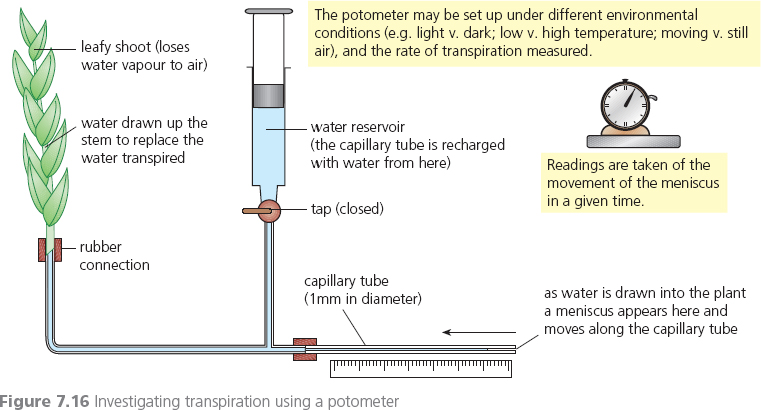 The potometer may be set up under different environmental
conditions (e.g. light v. dark; low v. high temperature; moving v. still
air), and the rate of transpiration measured.
leafy shoot (loses
water vapour to air)
water drawn up the
stem to replace the
water transpired
water reservoir
(the capillary tube is recharged
with water from here)
Readings are taken of the
movement of the meniscus
in a given time.
tap (closed)
rubber
connection
capillary tube
(1mm in diameter)
as water is drawn into the plant
a meniscus appears here and
moves along the capillary tube
Figure 7.16 Investigating transpiration using a potometer